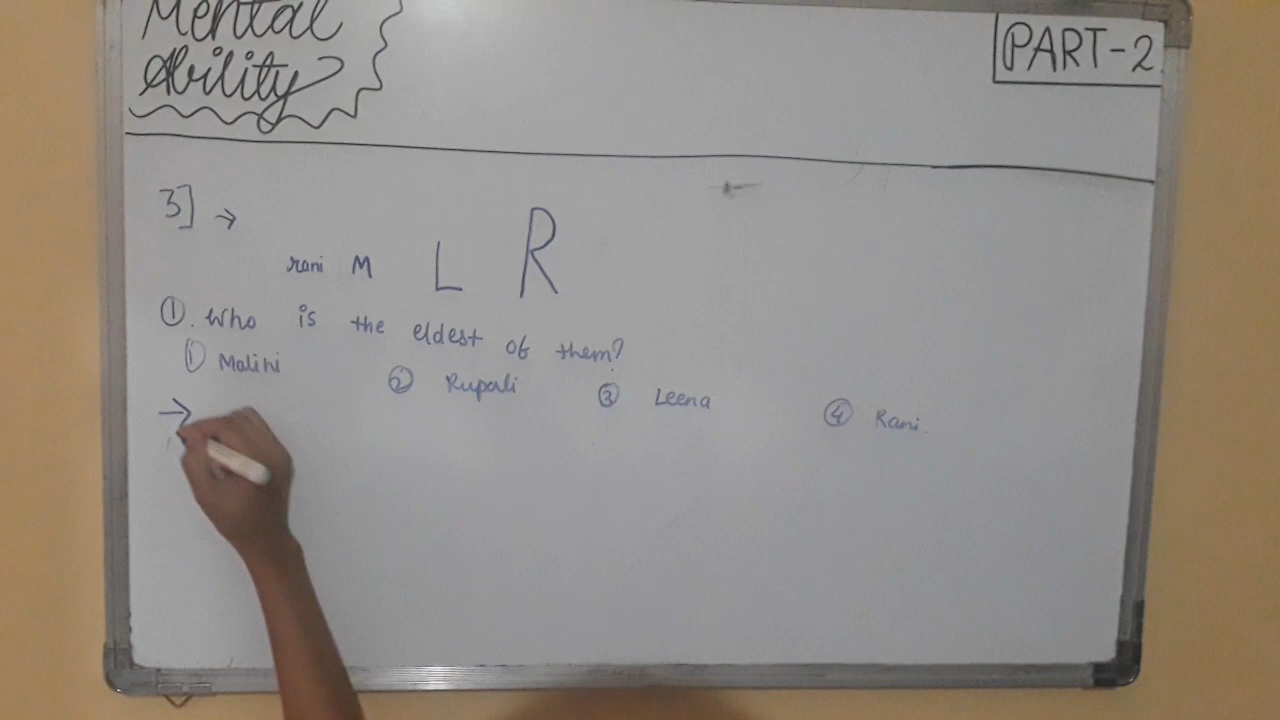 Mental
Ability
PART-2
3] →
rani M L R
① . Who is the eldest of them?
① Malini ② Rupali ③ Leena ④ Rani.
→